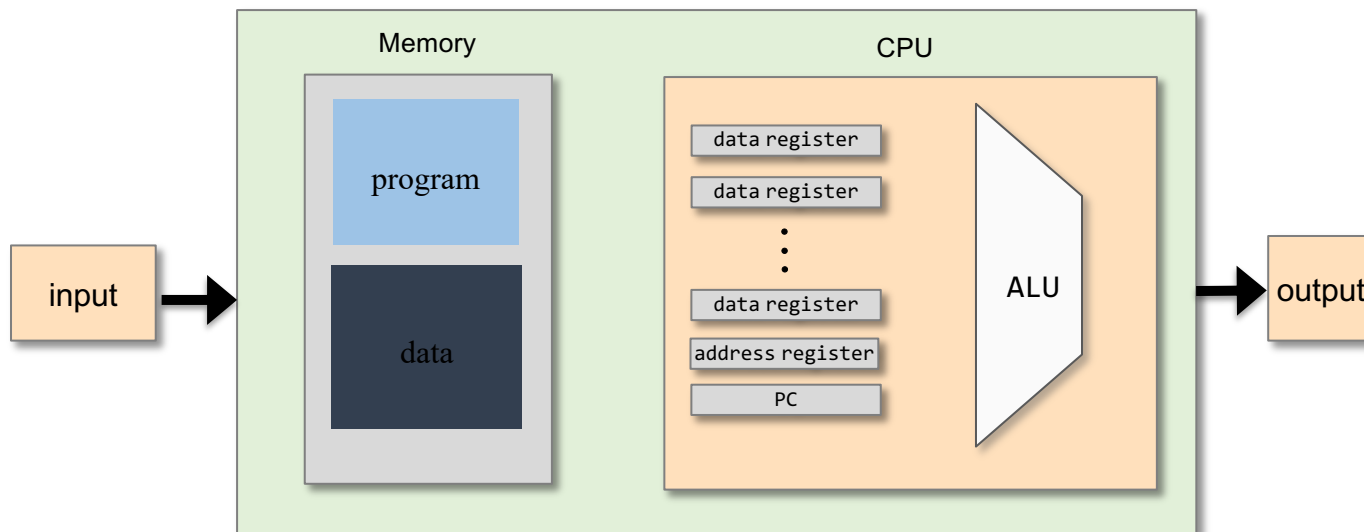 Memory
CPU
program
data
data register
data register
data register
address register
PC
ALU
input
output